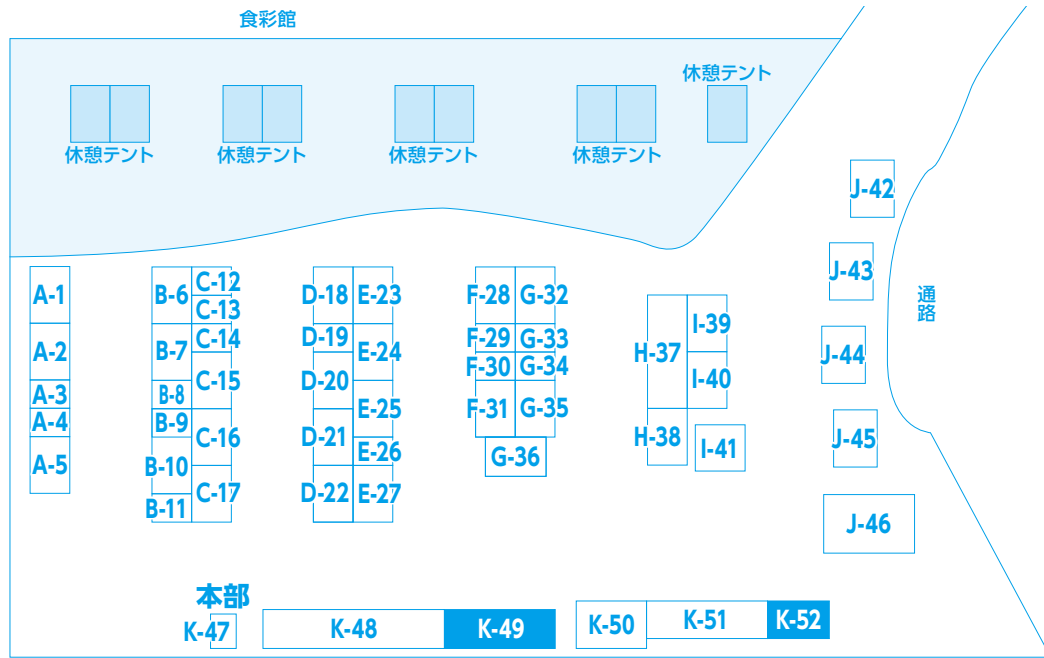 食彩館
休憩テント
休憩テント
休憩テント
休憩テント
休憩テント
J-42
J-43
J-44
J-45
J-46
通路
A-1
A-2
A-3
A-4
A-5
B-6
B-7
B-8
B-9
B-10
B-11
C-12
C-13
C-14
C-15
C-16
C-17
D-18
D-19
D-20
D-21
D-22
E-23
E-24
E-25
E-26
E-27
F-28
F-29
F-30
F-31
G-32
G-33
G-34
G-35
G-36
H-37
H-38
I-39
I-40
I-41
本部
K-47
K-48
K-49
K-50
K-51
K-52